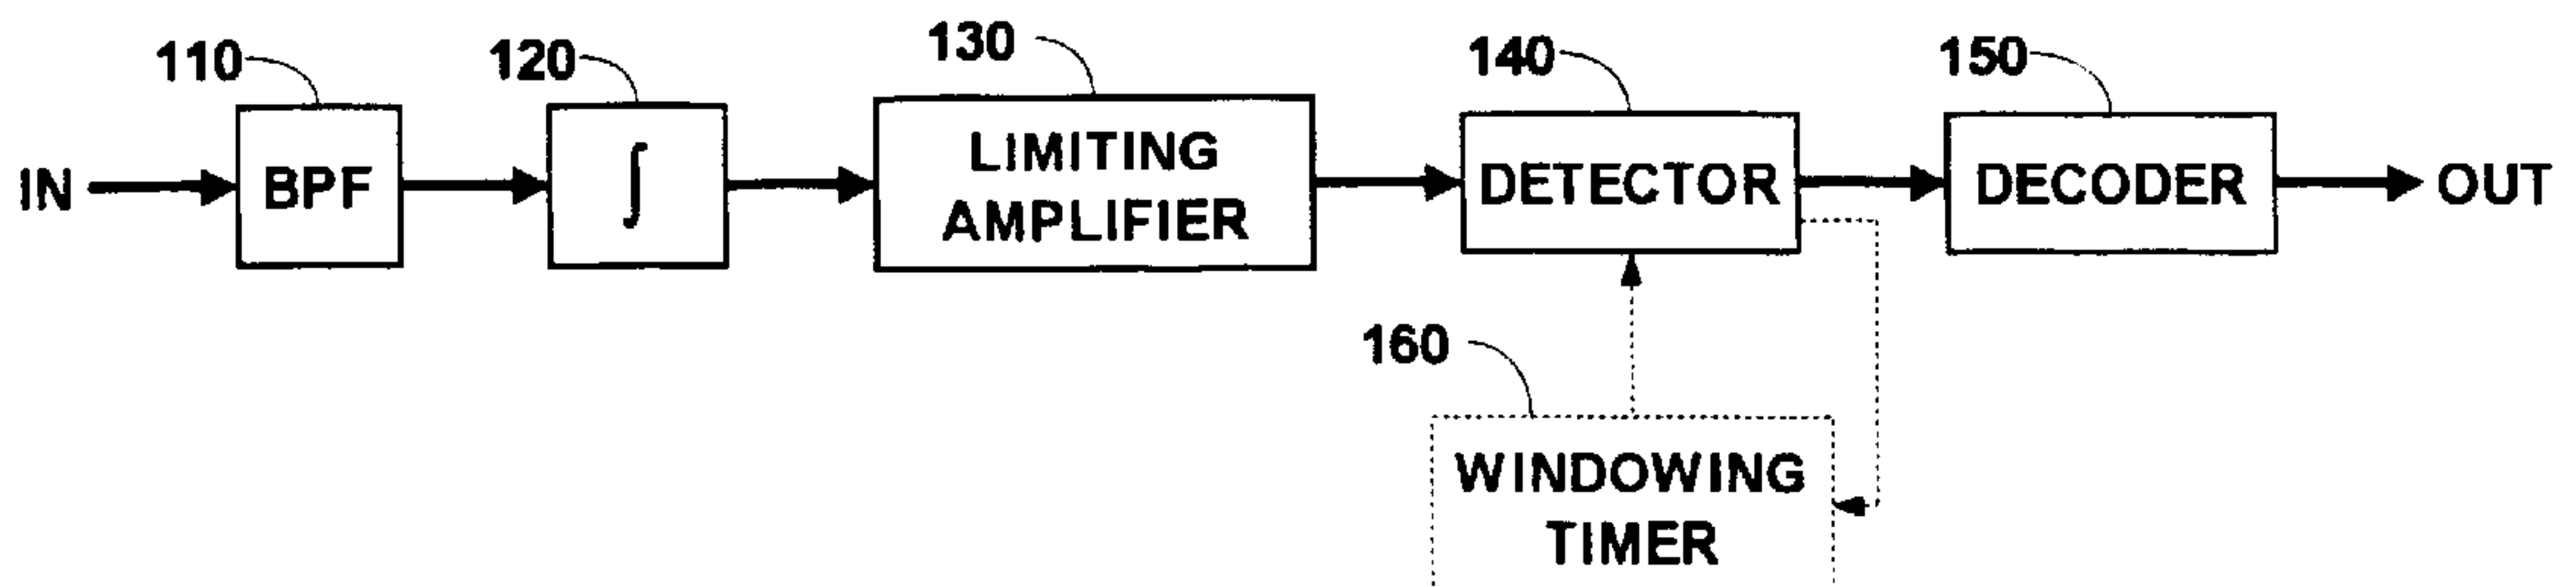 110
120
130
140
150
IN
BPF
∫
LIMITING
AMPLIFIER
DETECTOR
DECODER
OUT
160
WINDOWING
TIMER